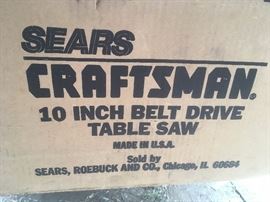 SEARS
CRAFTSMAN®
10 INCH BELT DRIVE
TABLE SAW
MADE IN U.S.A.
Sold by
SEARS, ROEBUCK AND CO., Chicago, IL 60684